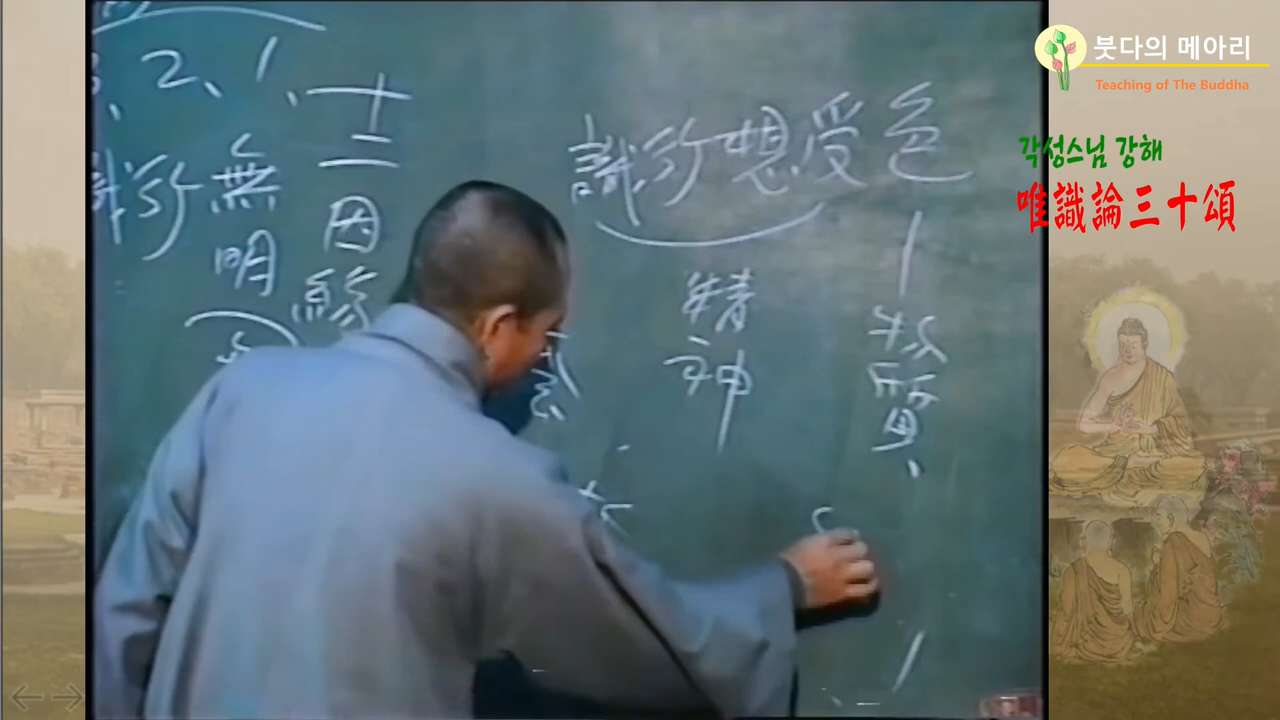 붓다의 메아리
Teaching of The Buddha
각성스님 강해
唯識論三十頌
色受想行識
物質
精神
十二因緣
1、
無明
2、
行
識